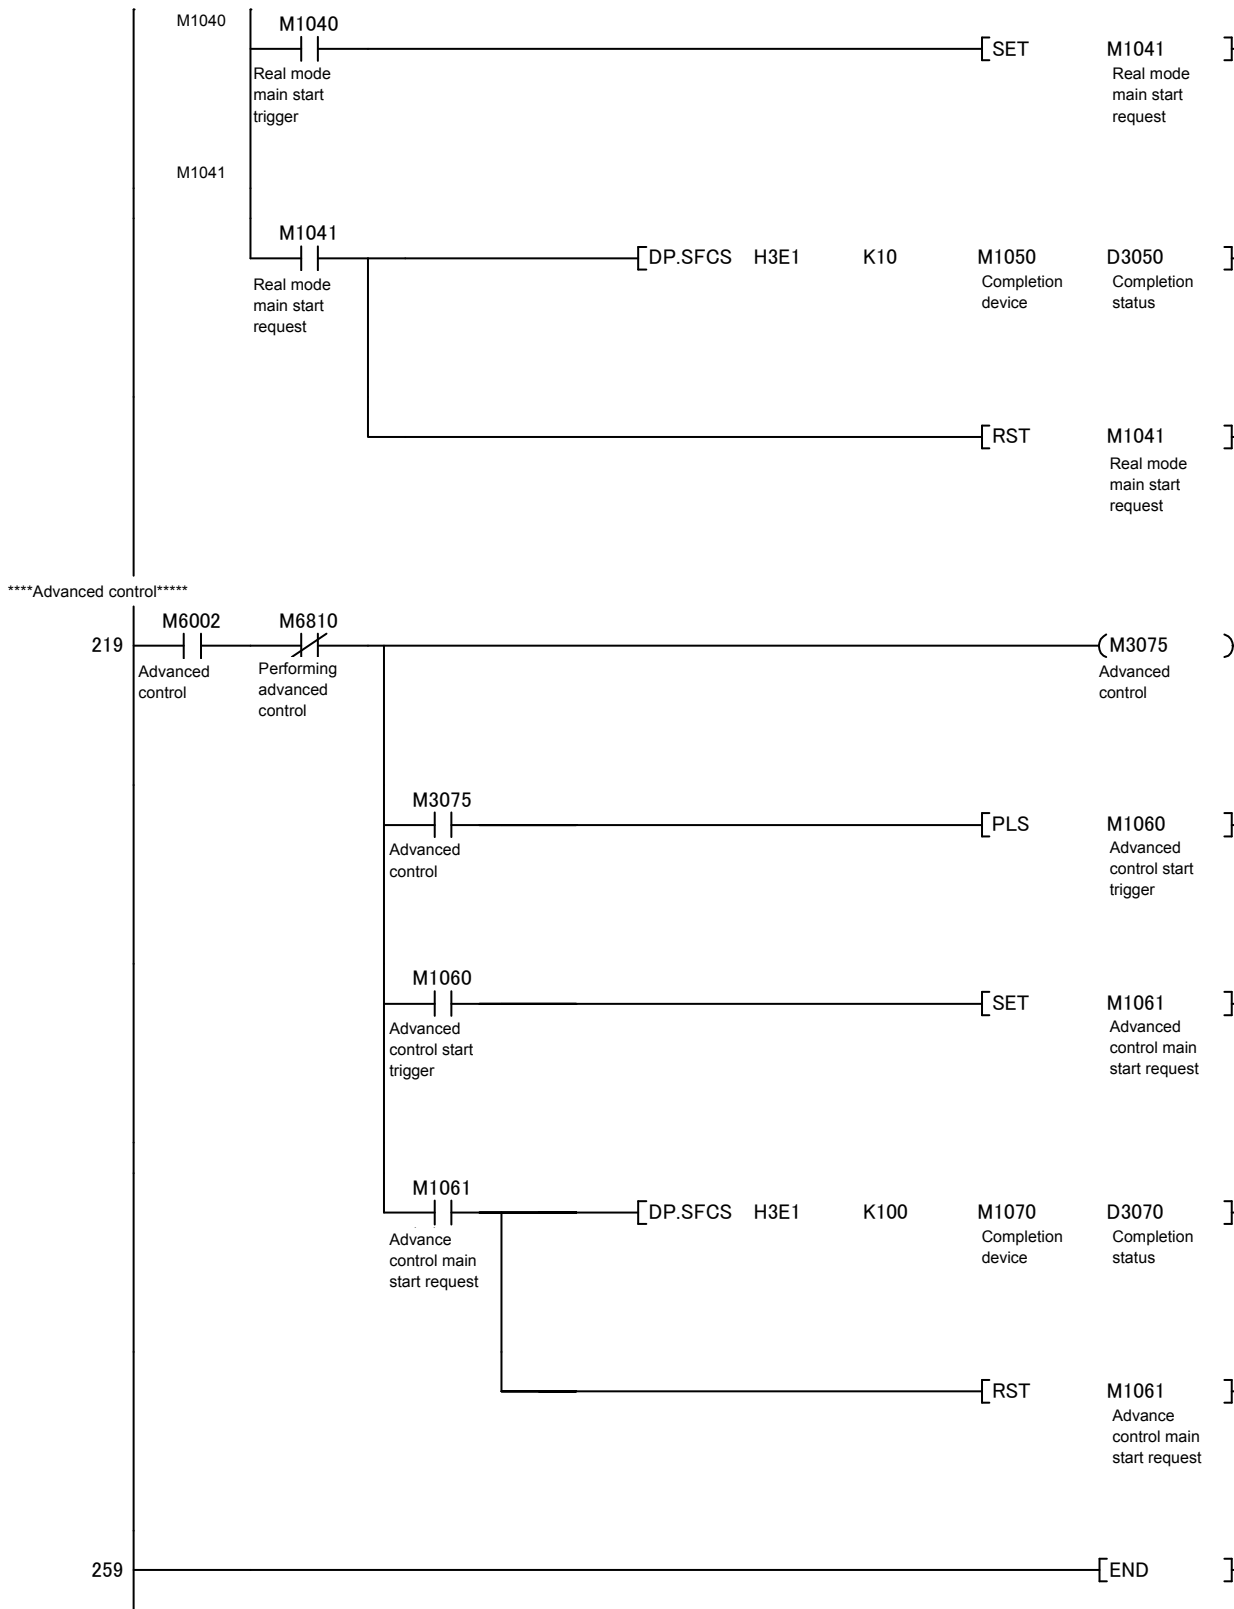 M1040 M1040
[SET M1041 ]
Real mode
main start
trigger
Real mode
main start
request
M1041
M1041
[DP.SFCS H3E1 K10 M1050 D3050 ]
Real mode
main start
request
Completion
device
Completion
status
[RST M1041 ]
Real mode
main start
request
****Advanced control*****
M6002 M6810
219 (M3075 )
Advanced
control
Performing
advanced
control
Advanced
control
M3075
[PLS M1060 ]
Advanced
control
Advanced
control start
trigger
M1060
[SET M1061 ]
Advanced
control start
trigger
Advanced
control main
start request
M1061
[DP.SFCS H3E1 K100 M1070 D3070 ]
Advance
control main
start request
Completion
device
Completion
status
[RST M1061 ]
Advance
control main
start request
259 [END ]